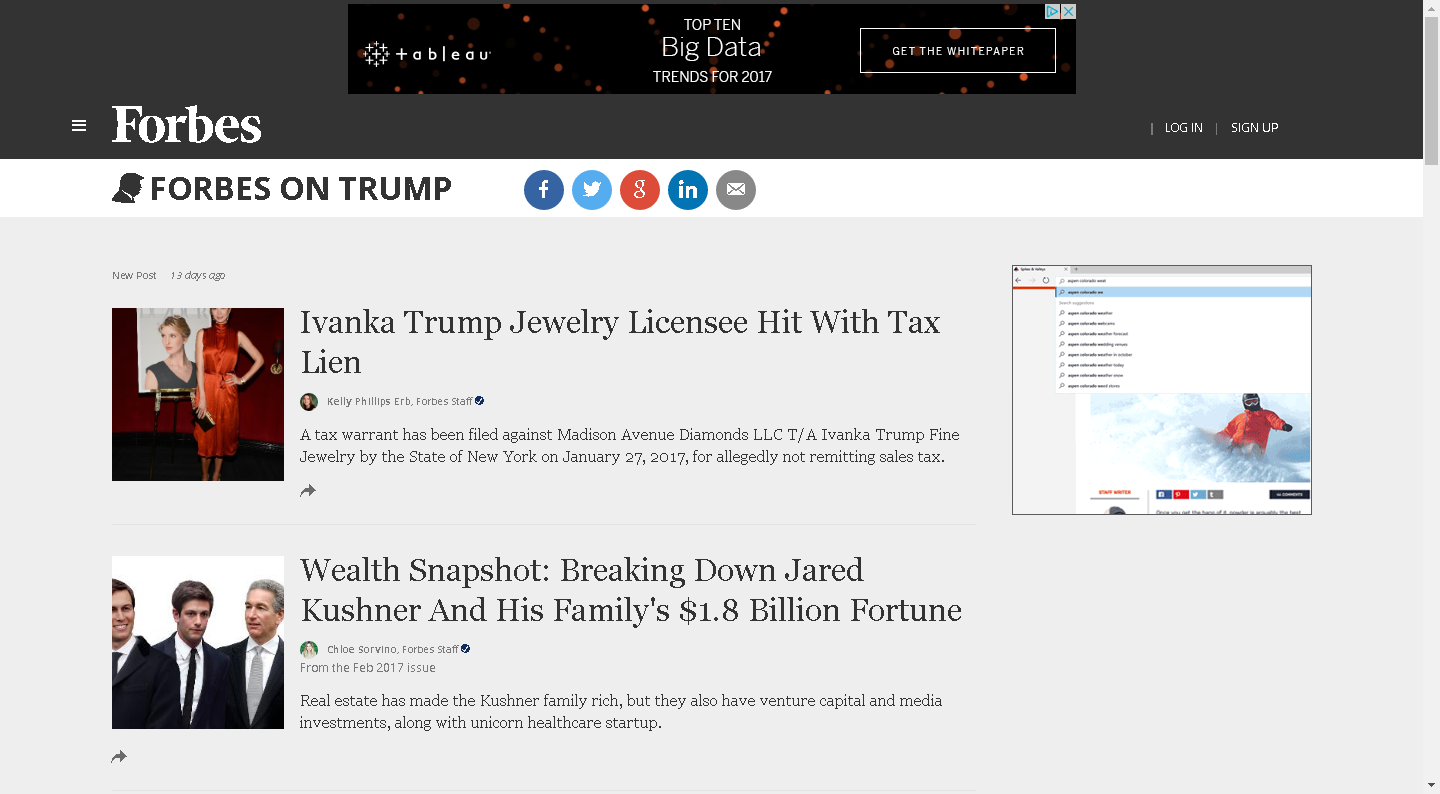 +ableau
TOP TEN
Big Data
TRENDS FOR 2017
GET THE WHITEPAPER
Forbes
| LOG IN | SIGN UP
FORBES ON TRUMP
New Post 13 days ago
Ivanka Trump Jewelry Licensee Hit With Tax
Lien
Kelly Phillips Erb, Forbes Staff
A tax warrant has been filed against Madison Avenue Diamonds LLC T/A Ivanka Trump Fine
Jewelry by the State of New York on January 27, 2017, for allegedly not remitting sales tax.
Wealth Snapshot: Breaking Down Jared
Kushner And His Family's $1.8 Billion Fortune
Chloe Sorvino, Forbes Staff
From the Feb 2017 issue
Real estate has made the Kushner family rich, but they also have venture capital and media
investments, along with unicorn healthcare startup.
aspen colorado weat
aspen colorado we
Search suggestions
aspen colorado weather
aspen colorado webcams
aspen colorado weather forecast
aspen colorado wedding venues
aspen colorado weather in october
aspen colorado weather today
aspen colorado weather snow
aspen colorado weed stores
STAFF WRITER
COMMENTS
Once you get the hang of it, powder is arguably the best